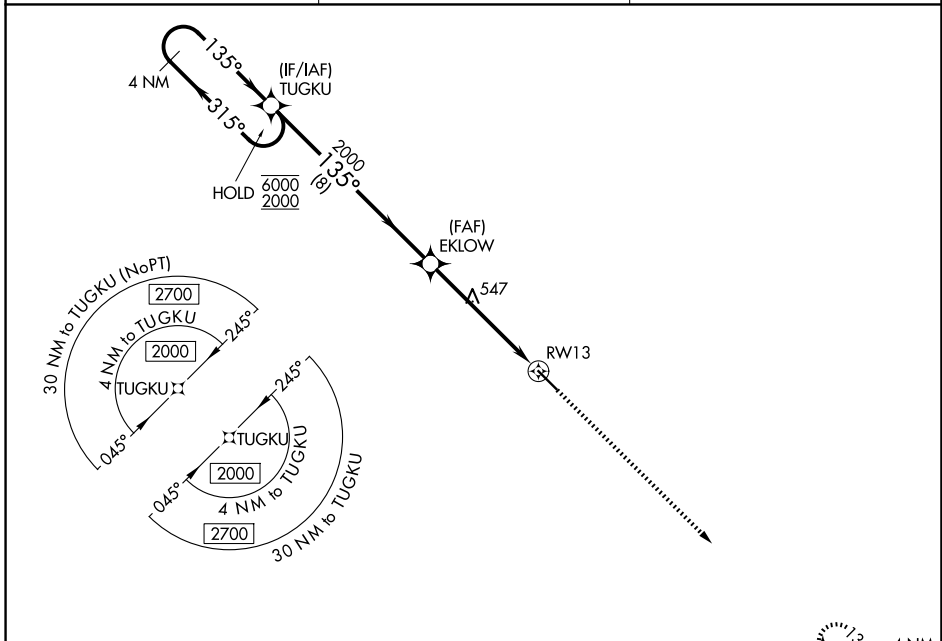 135°
4 NM
315°
(IF/IAF)
TUGKU
HOLD
6000
2000
2000
135°
(8)
(FAF)
EKLOW
547
RW13
30 NM to TUGKU (NoPT)
2700
4 NM to TUGKU
2000
TUGKU
245°
045°
245°
TUGKU
2000
045°
4 NM to TUGKU
2700
30 NM to TUGKU